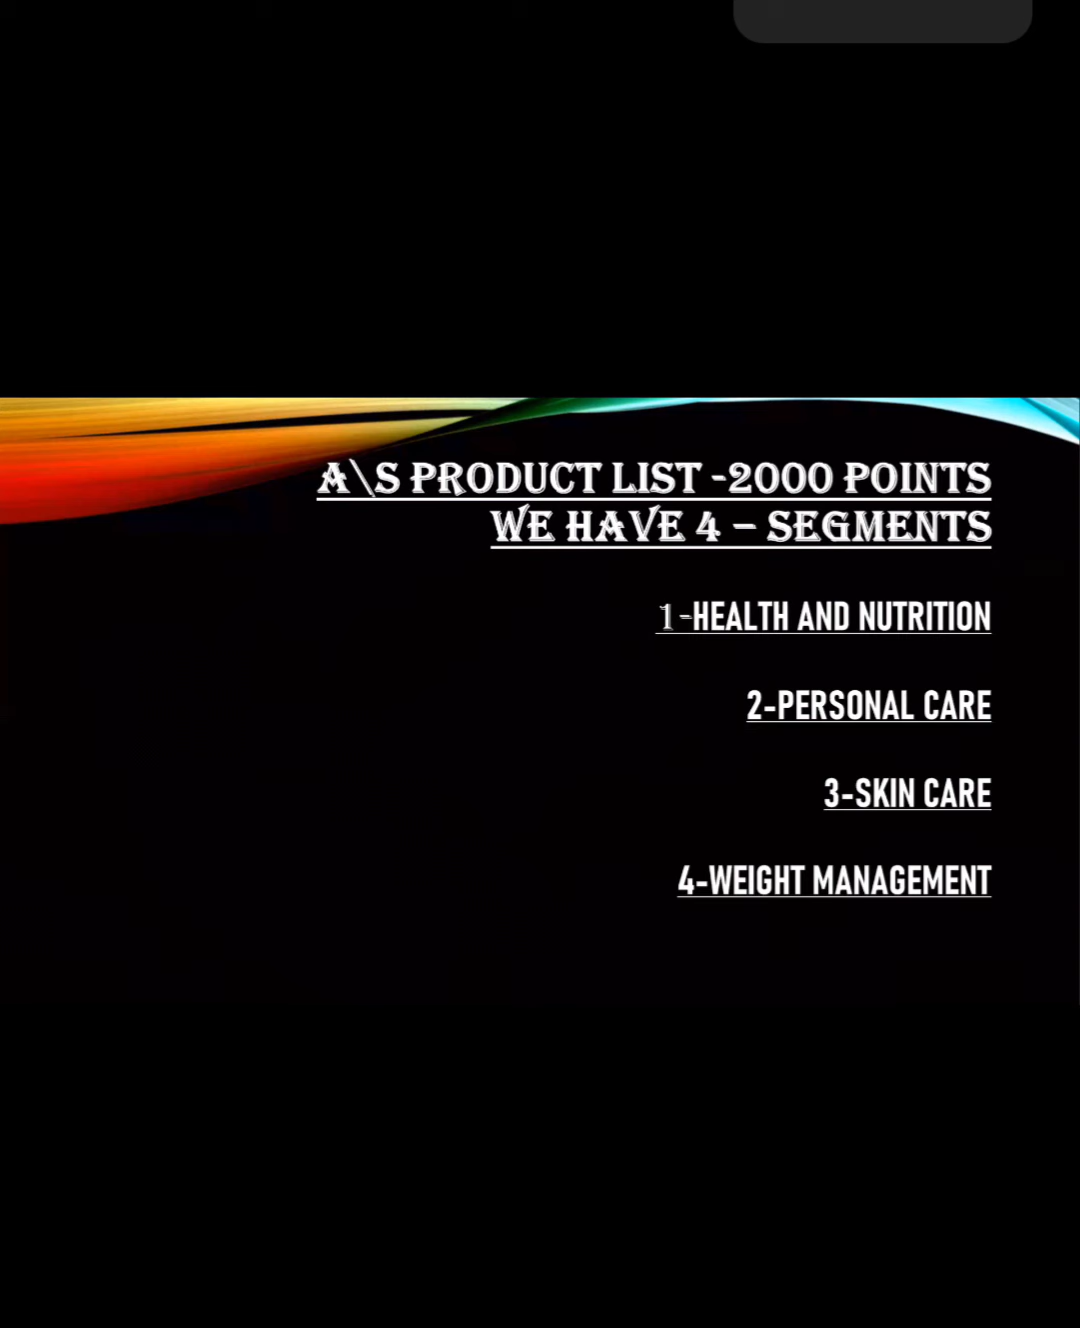 A\S PRODUCT LIST -2000 POINTS
WE HAVE 4 – SEGMENTS
1-HEALTH AND NUTRITION
2-PERSONAL CARE
3-SKIN CARE
4-WEIGHT MANAGEMENT